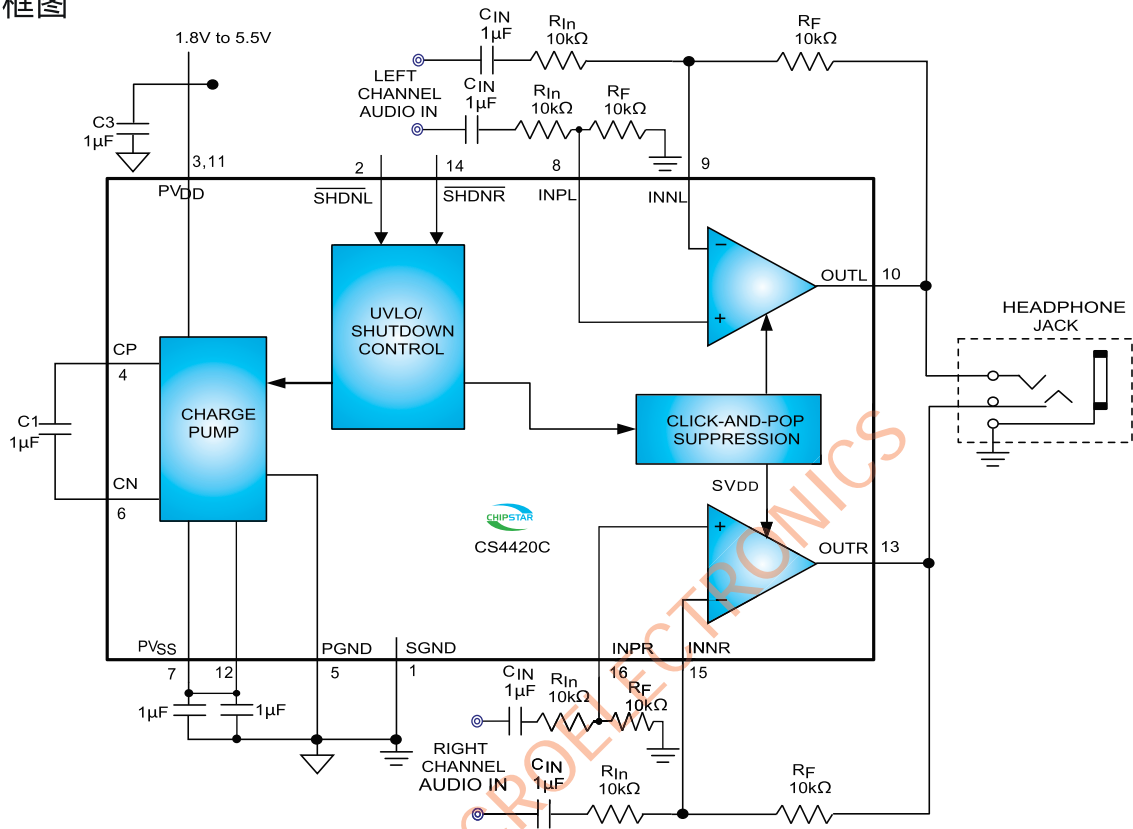 框图
1.8V to 5.5V
C3
1µF
LEFT
CHANNEL
AUDIO IN
CIN
1µF
RIn
10kΩ
RF
10kΩ
CIN
1µF
RIn
10kΩ
RF
10kΩ
3,11
2
14
8
9
PVDD
SHDNL
SHDNR
INPL
INNL
UVLO/
SHUTDOWN
CONTROL
−
+
OUTL
10
HEADPHONE
JACK
CP
4
C1
1µF
CN
6
CHARGE
PUMP
CLICK-AND-POP
SUPPRESSION
SVDD
CHIPSTAR
CS4420C
+
−
OUTR
13
PVSS
7
12
PGND
5
SGND
1
INPR
16
INNR
15
1µF
1µF
CIN
1µF
RIn
10kΩ
RF
10kΩ
RIGHT
CHANNEL
AUDIO IN
CIN
1µF
RIn
10kΩ
RF
10kΩ
CROELECTRONICS